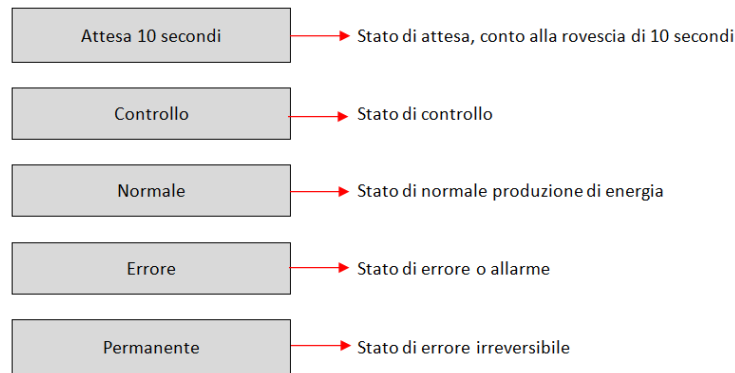 Attesa 10 secondi Stato di attesa, conto alla rovescia di 10 secondi
Controllo Stato di controllo
Normale Stato di normale produzione di energia
Errore Stato di errore o allarme
Permanente Stato di errore irreversibile